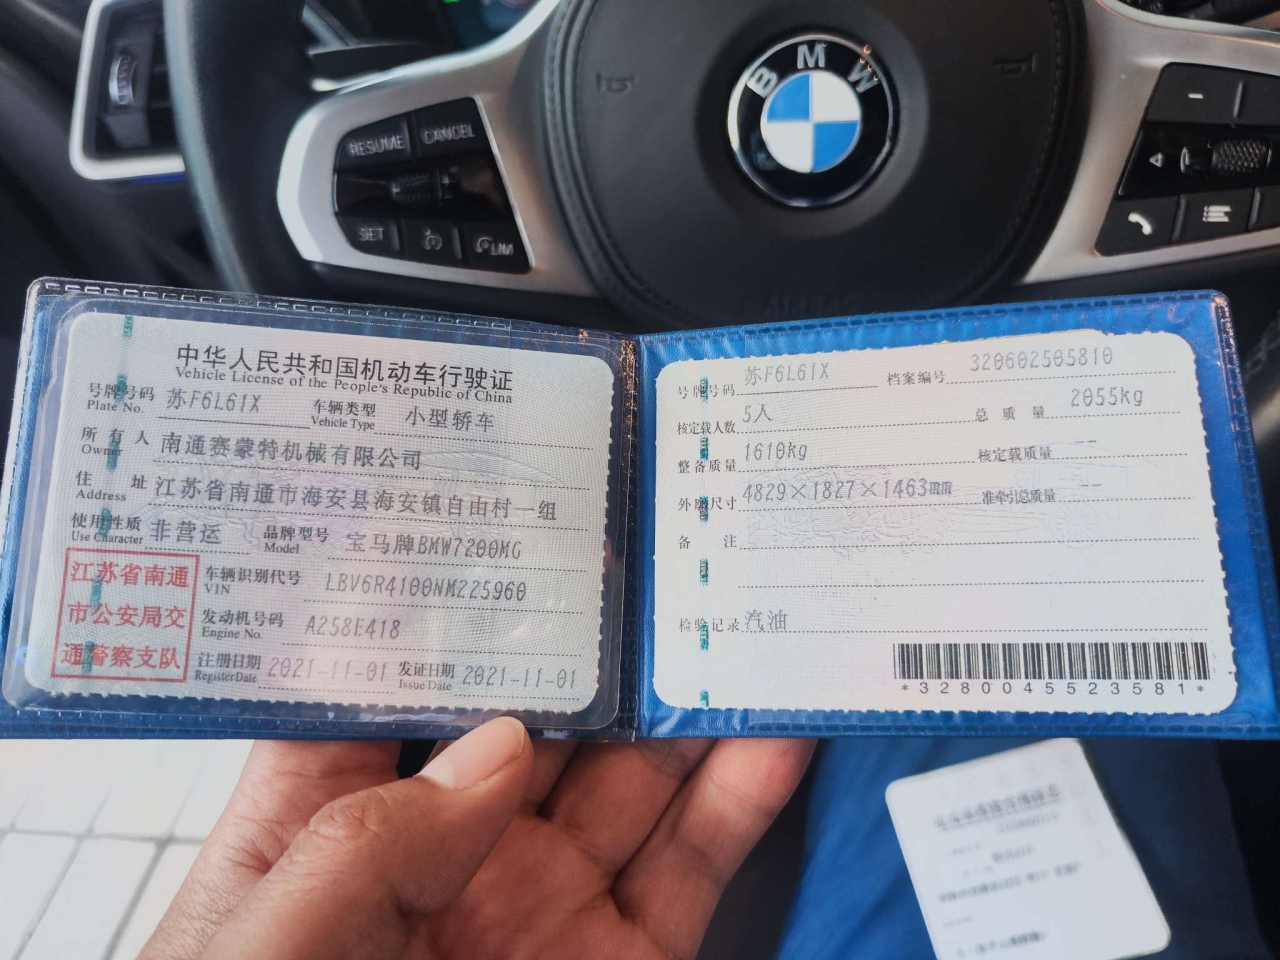 BMW
RESUME
CANCEL
SET
LIM
中华人民共和国机动车行驶证
Vehicle License of the People's Republic of China
号牌号码 苏F6L61X 车辆类型 小型轿车
Plate No. Vehicle Type
所有人 南通赛蒙特机械有限公司
Owner
住址 江苏省南通市海安县海安镇自由村一组
Address
使用性质 非营运 品牌型号 宝马牌BMW7200MG
Use Character Model
江苏省南通
市公安局交
通警察支队
车辆识别代号 LBV6R4100NM225960
VIN
发动机号码 A258E418
Engine No.
注册日期 2021-11-01 发证日期 2021-11-01
Register Date Issue Date
号牌号码 苏F6L61X 档案编号 320602505810
核定载人数 5人 总质量 2055kg
整备质量 1610kg 核定载质量 --
外廓尺寸 4829×1827×1463毫米 准牵引总质量 --
备注
检验记录 汽油
*3280045523581*